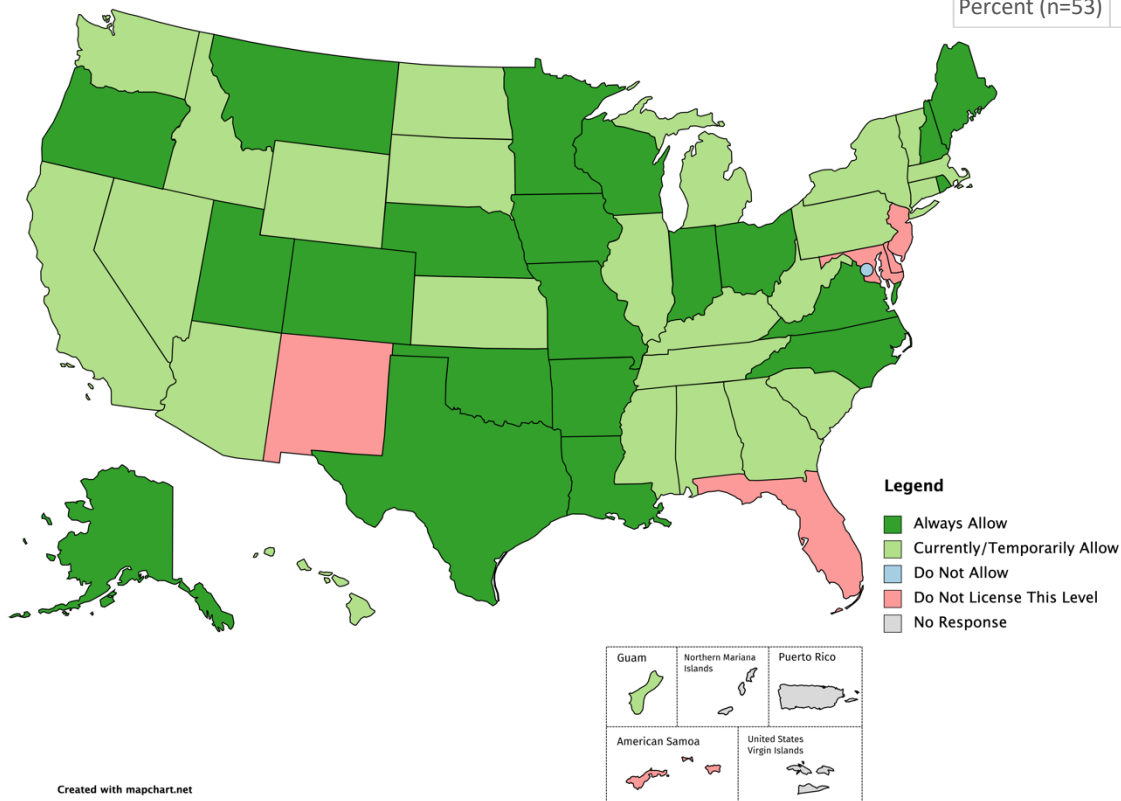 Percent (n=53)
Legend
Always Allow
Currently/Temporarily Allow
Do Not Allow
Do Not License This Level
No Response
Guam
Northern Mariana
Islands
Puerto Rico
American Samoa
United States
Virgin Islands
Created with mapchart.net